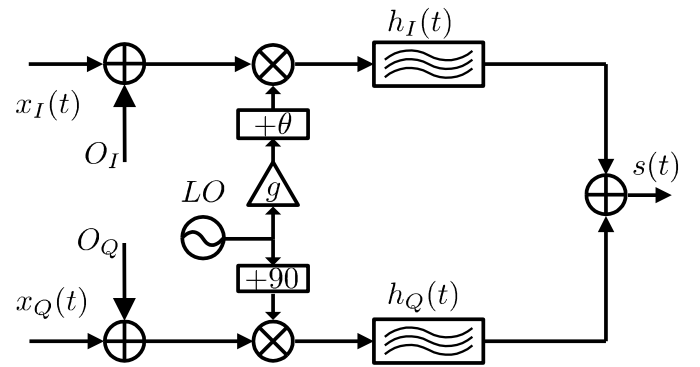 h_I(t)
x_I(t)
+θ
O_I
s(t)
LO
g
O_Q
+90
x_Q(t)
h_Q(t)